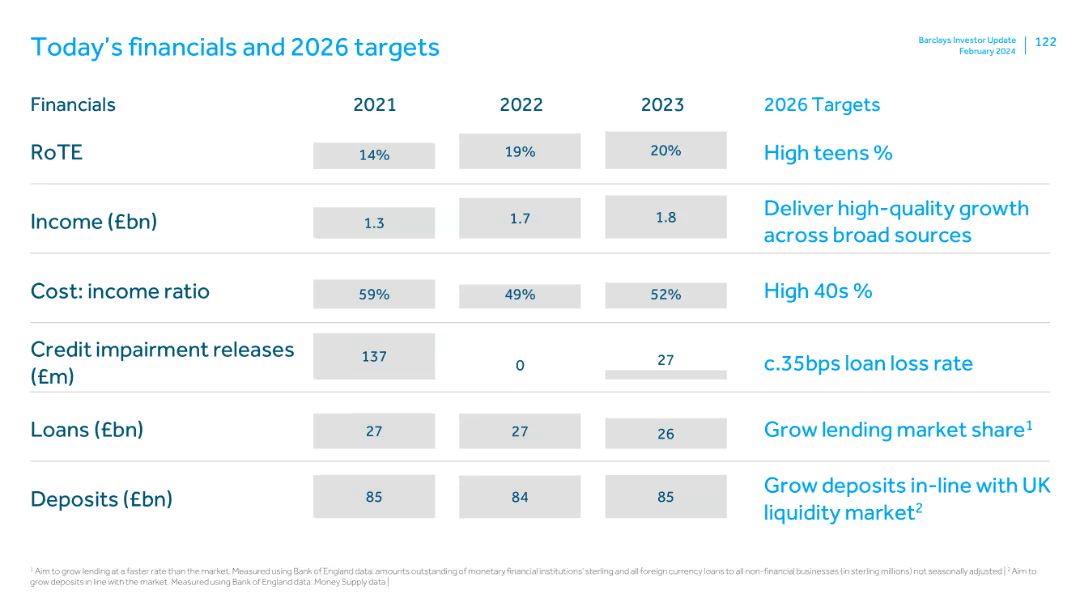 Today's financials and 2026 targets
Barclays Investor Update
February 2024
122
Financials 2021 2022 2023 2026 Targets
RoTE 14% 19% 20% High teens %
Income (£bn) 1.3 1.7 1.8 Deliver high-quality growth
across broad sources
Cost: income ratio 59% 49% 52% High 40s %
Credit impairment releases
(£m) 137 0 27 c.35bps loan loss rate
Loans (£bn) 27 27 26 Grow lending market share¹
Deposits (£bn) 85 84 85 Grow deposits in-line with UK
liquidity market²
¹ Aim to grow lending at a faster rate than the market. Measured using Bank of England data: amounts outstanding of monetary financial institutions' sterling and all foreign currency loans to all non-financial businesses (in sterling millions) not seasonally adjusted | ² Aim to
grow deposits in line with the market. Measured using Bank of England data: Money Supply data |